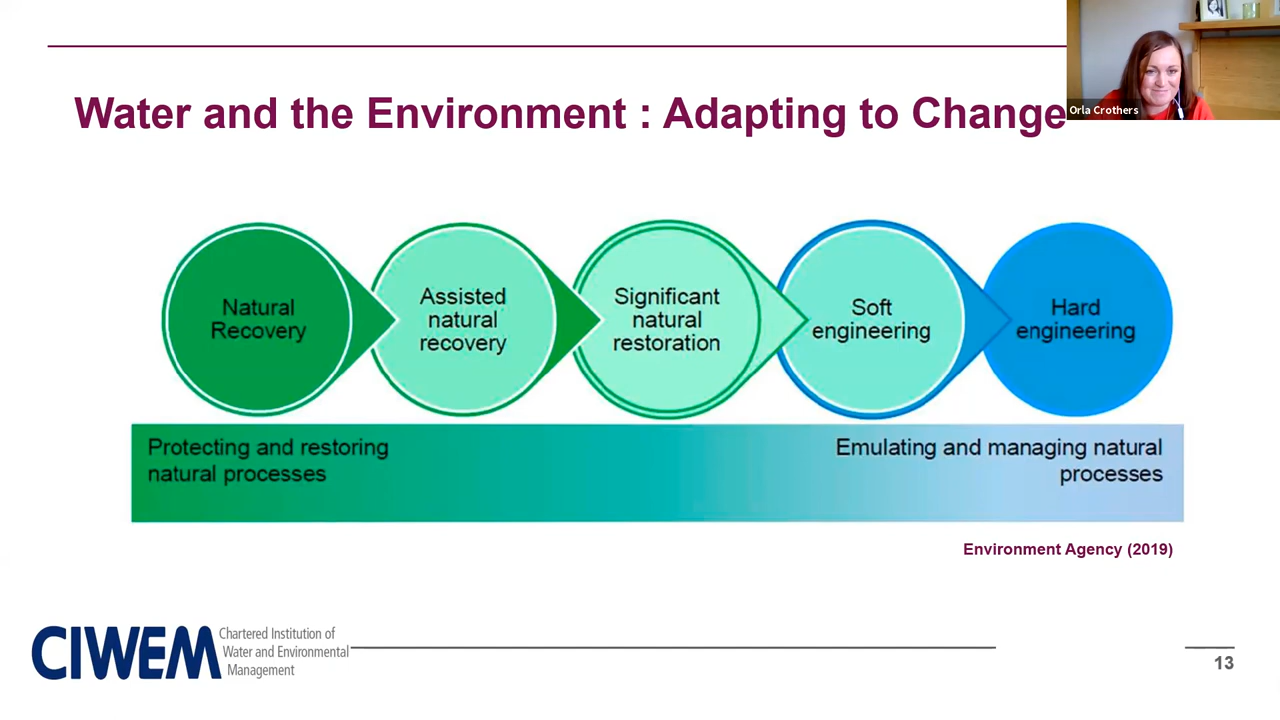 Water and the Environment : Adapting to Change
Orla Crothers
Natural
Recovery
Assisted
natural
recovery
Significant
natural
restoration
Soft
engineering
Hard
engineering
Protecting and restoring
natural processes
Emulating and managing natural
processes
Environment Agency (2019)
CIWEM
Chartered Institution of
Water and Environmental
Management
13